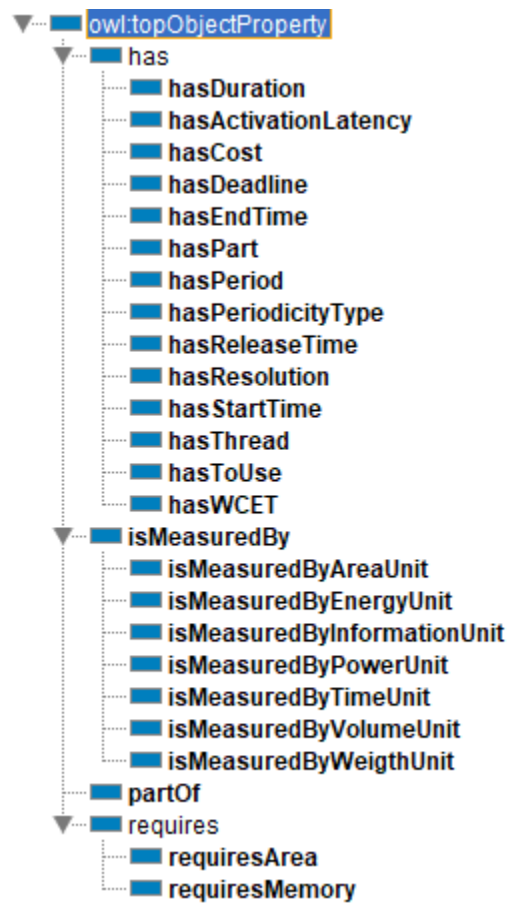 owl:topObjectProperty
has
hasDuration
hasActivationLatency
hasCost
hasDeadline
hasEndTime
hasPart
hasPeriod
hasPeriodicityType
hasReleaseTime
hasResolution
hasStartTime
hasThread
hasToUse
hasWCET
isMeasuredBy
isMeasuredByAreaUnit
isMeasuredByEnergyUnit
isMeasuredByInformationUnit
isMeasuredByPowerUnit
isMeasuredByTimeUnit
isMeasuredByVolumeUnit
isMeasuredByWeigthUnit
partOf
requires
requiresArea
requiresMemory